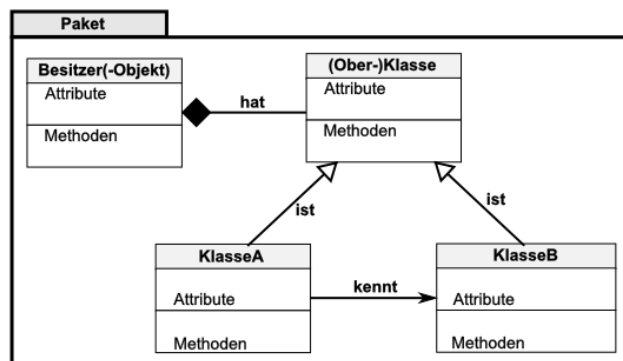 Paket
Besitzer(-Objekt)
Attribute
Methoden
hat
(Ober-)Klasse
Attribute
Methoden
ist
ist
KlasseA
Attribute
Methoden
kennt
KlasseB
Attribute
Methoden